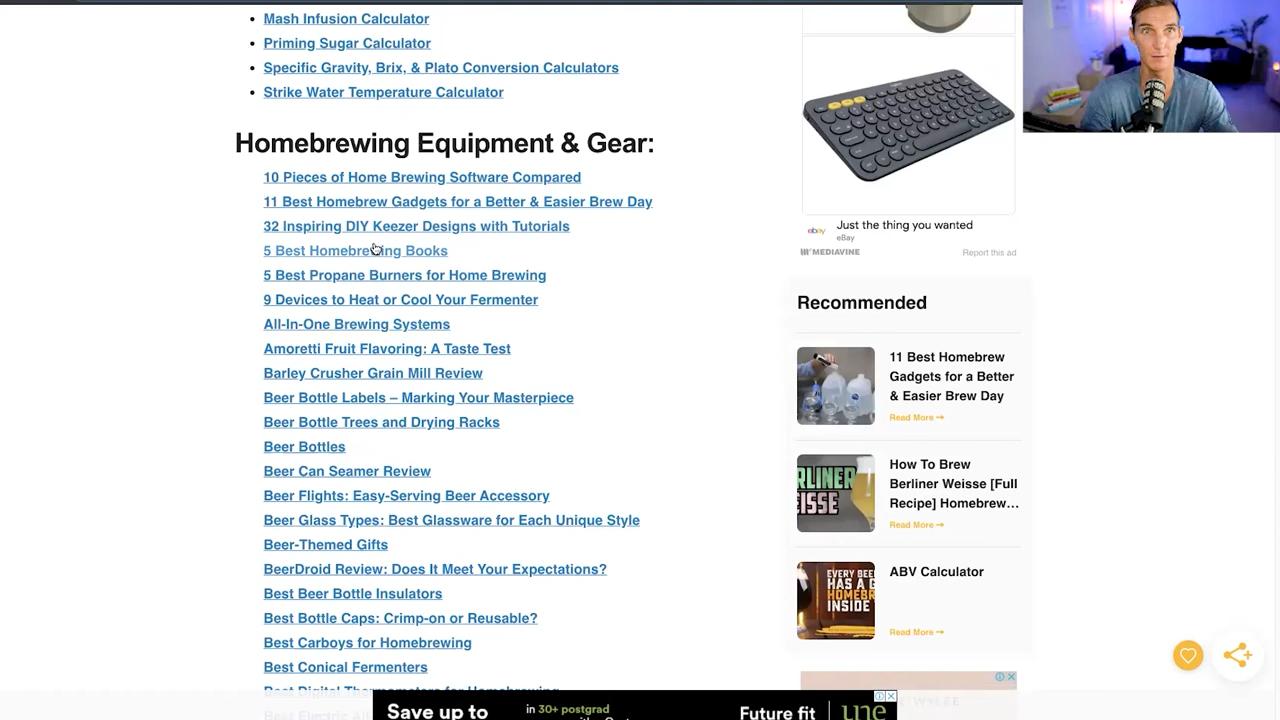 Mash Infusion Calculator
Priming Sugar Calculator
Specific Gravity, Brix, & Plato Conversion Calculators
Strike Water Temperature Calculator
Homebrewing Equipment & Gear:
10 Pieces of Home Brewing Software Compared
11 Best Homebrew Gadgets for a Better & Easier Brew Day
32 Inspiring DIY Keezer Designs with Tutorials
5 Best Homebrewing Books
5 Best Propane Burners for Home Brewing
9 Devices to Heat or Cool Your Fermenter
All-In-One Brewing Systems
Amoretti Fruit Flavoring: A Taste Test
Barley Crusher Grain Mill Review
Beer Bottle Labels – Marking Your Masterpiece
Beer Bottle Trees and Drying Racks
Beer Bottles
Beer Can Seamer Review
Beer Flights: Easy-Serving Beer Accessory
Beer Glass Types: Best Glassware for Each Unique Style
Beer-Themed Gifts
BeerDroid Review: Does It Meet Your Expectations?
Best Beer Bottle Insulators
Best Bottle Caps: Crimp-on or Reusable?
Best Carboys for Homebrewing
Best Conical Fermenters
ebay
Just the thing you wanted
eBay
MEDIAVINE
Report this ad
Recommended
11 Best Homebrew
Gadgets for a Better
& Easier Brew Day
Read More →
RLINER
EISSE
How To Brew
Berliner Weisse [Full
Recipe] Homebrew…
Read More →
EVERY BEE
HAS A
HOMEBR
INSIDE
ABV Calculator
Read More →
Save up to
in 30+ postgrad
Future fit
une